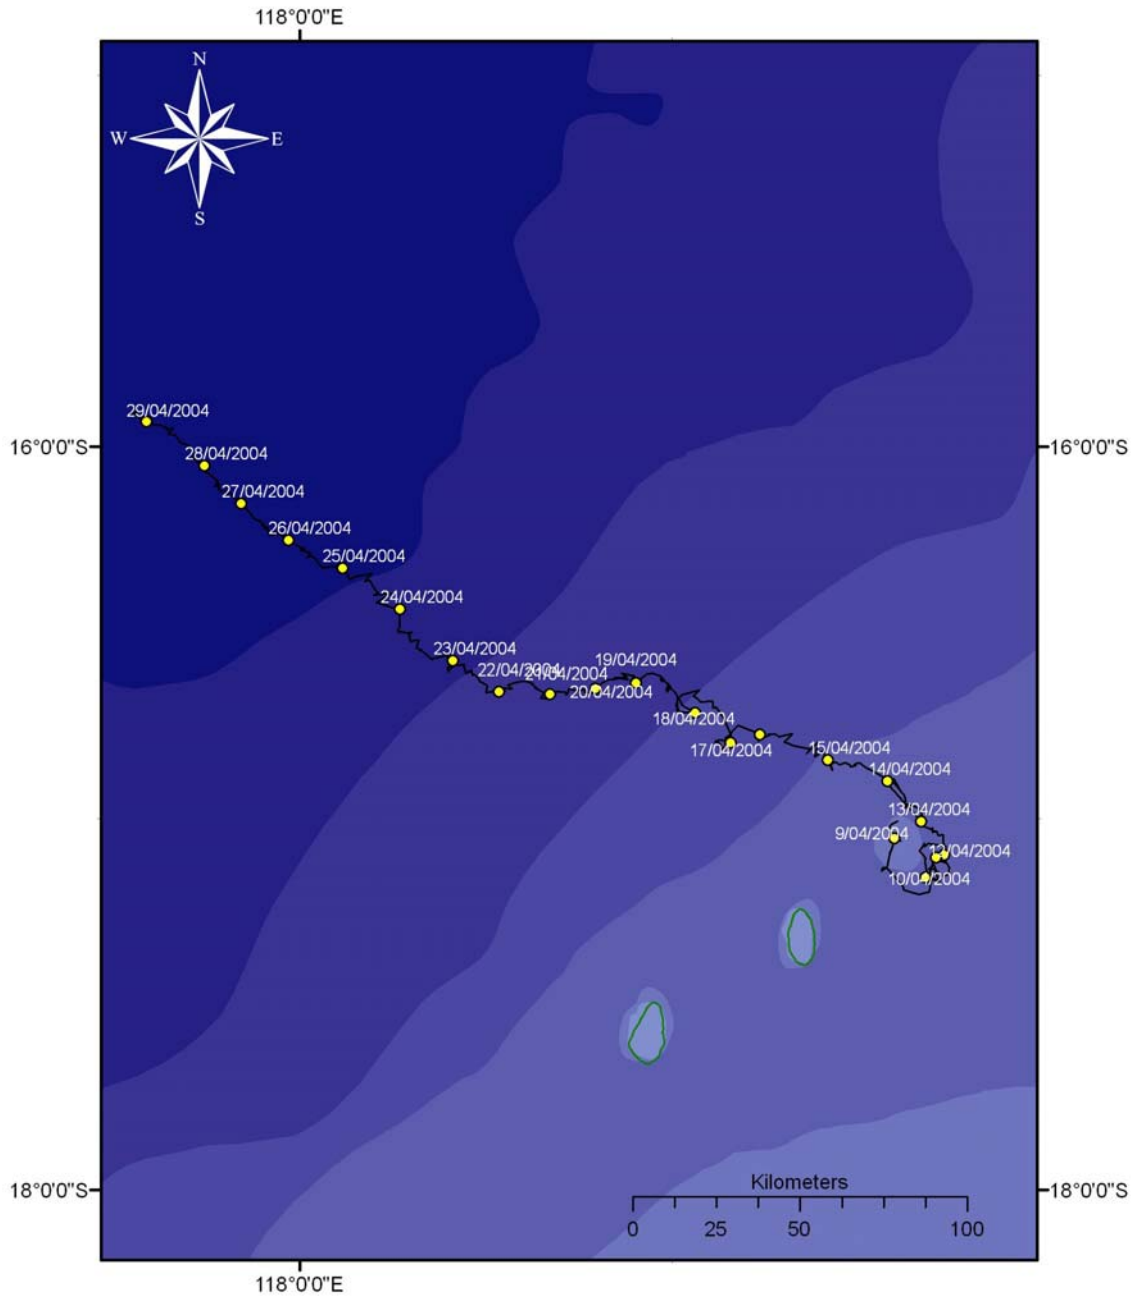 118°0'0"E
N
W
E
S
29/04/2004
16°0'0"S
16°0'0"S
28/04/2004
27/04/2004
26/04/2004
25/04/2004
24/04/2004
23/04/2004
19/04/2004
22/04/2004
21/04/2004
20/04/2004
18/04/2004
17/04/2004
15/04/2004
14/04/2004
13/04/2004
9/04/2004
12/04/2004
10/04/2004
Kilometers
18°0'0"S
18°0'0"S
0 25 50 100
118°0'0"E